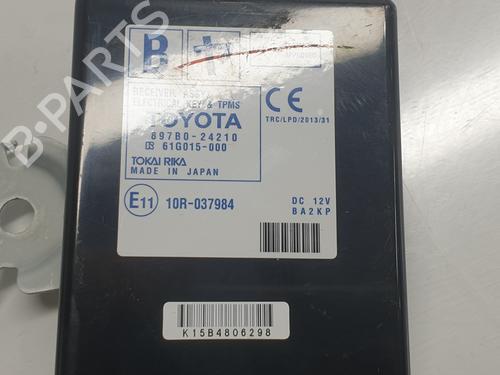 B
RECEIVER ASSY
ELECTRICAL KEY & TPMS
TOYOTA
897B0-24210
61G015-000
TOKAI RIKA
MADE IN JAPAN
CE
TRC/LPD/2013/31
E11 10R-037984
DC 12V
BA2KP
K15B4806298
B-PARTS